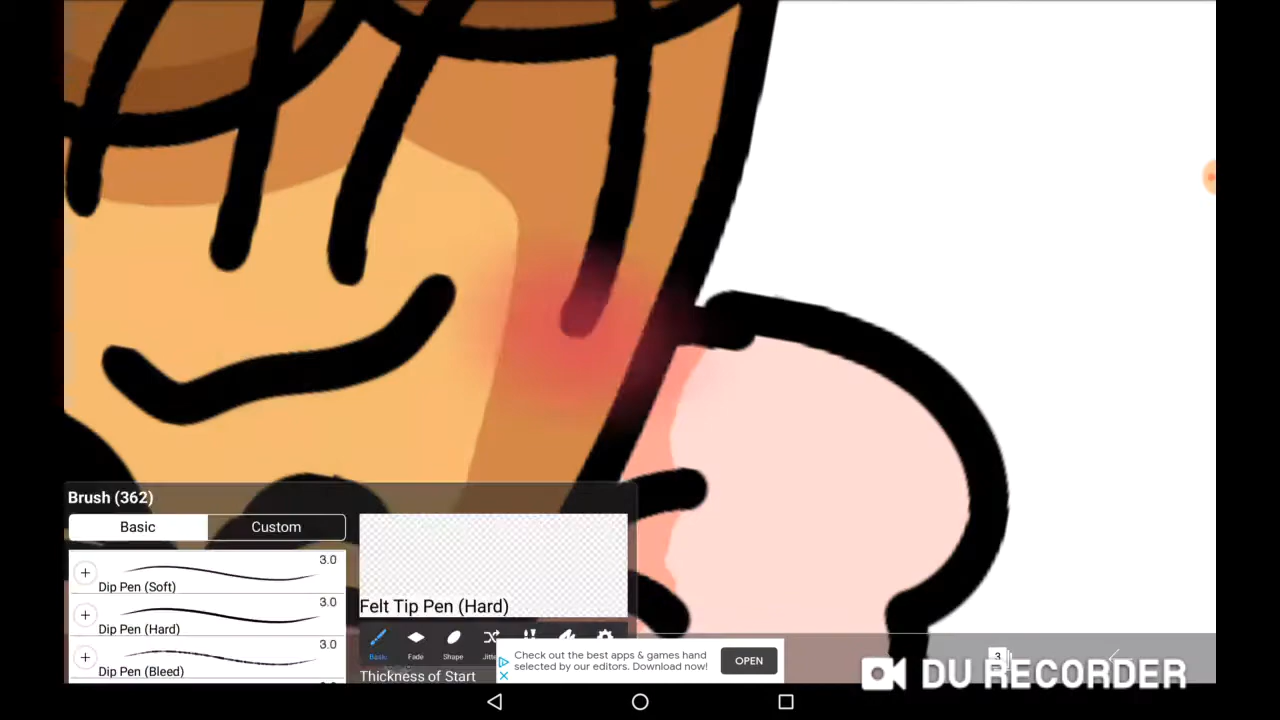 Brush (362)
Basic
Custom
3.0
Dip Pen (Soft)
3.0
Dip Pen (Hard)
3.0
Dip Pen (Bleed)
Felt Tip Pen (Hard)
Basic
Fade
Shape
Thickness of Start
Check out the best apps & games hand
selected by our editors. Download now!
OPEN
3
DU RECORDER